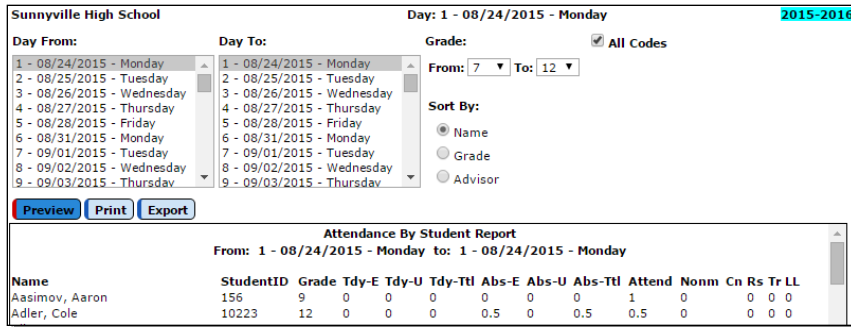 Sunnyville High School Day: 1 - 08/24/2015 - Monday 2015-2016
Day From: Day To: Grade: All Codes
1 - 08/24/2015 - Monday 1 - 08/24/2015 - Monday
2 - 08/25/2015 - Tuesday 2 - 08/25/2015 - Tuesday From: 7 To: 12
3 - 08/26/2015 - Wednesday 3 - 08/26/2015 - Wednesday
4 - 08/27/2015 - Thursday 4 - 08/27/2015 - Thursday Sort By:
5 - 08/28/2015 - Friday 5 - 08/28/2015 - Friday
6 - 08/31/2015 - Monday 6 - 08/31/2015 - Monday Name
7 - 09/01/2015 - Tuesday 7 - 09/01/2015 - Tuesday Grade
8 - 09/02/2015 - Wednesday 8 - 09/02/2015 - Wednesday
9 - 09/03/2015 - Thursday 9 - 09/03/2015 - Thursday Advisor
Preview Print Export
Attendance By Student Report
From: 1 - 08/24/2015 - Monday to: 1 - 08/24/2015 - Monday
Name StudentID Grade Tdy-E Tdy-U Tdy-Ttl Abs-E Abs-U Abs-Ttl Attend Nonm Cn Rs Tr LL
Aasimov, Aaron 156 9 0 0 0 0 0 0 1 0 0 0 0
Adler, Cole 10223 12 0 0 0 0.5 0 0.5 0.5 0 0 0 0